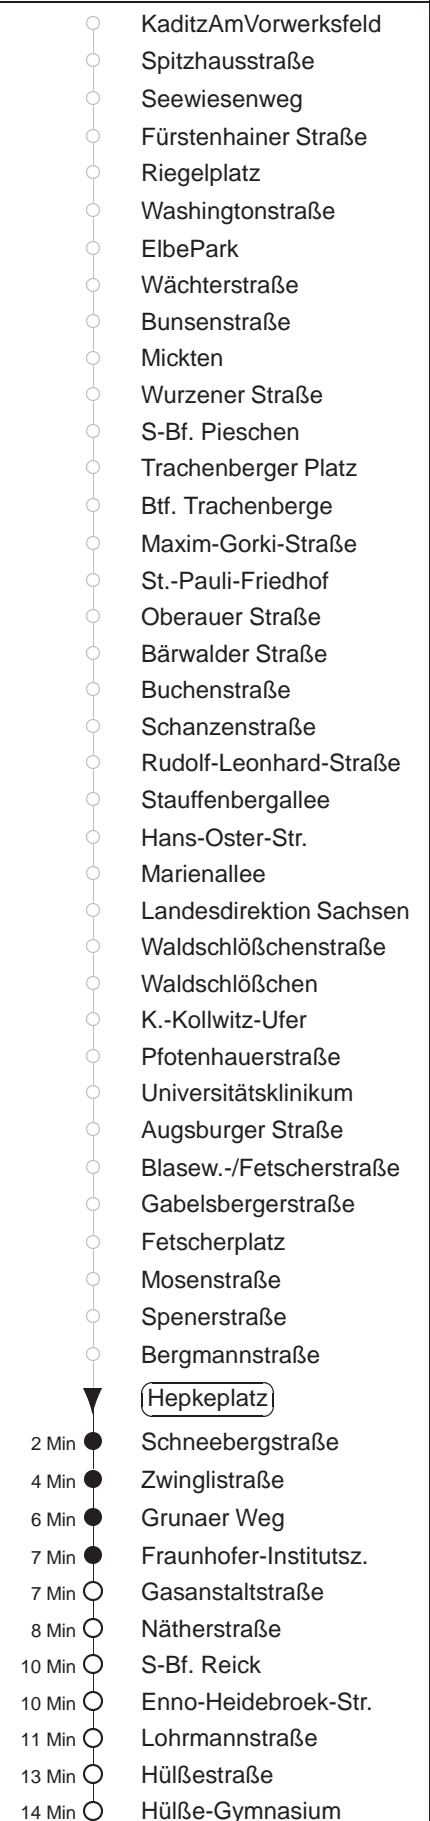 KaditzAmVorwerksfeld
Spitzhausstraße
Seewiesenweg
Fürstenhainer Straße
Riegelplatz
Washingtonstraße
ElbePark
Wächterstraße
Bunsenstraße
Mickten
Wurzener Straße
S-Bf. Pieschen
Trachenberger Platz
Btf. Trachenberge
Maxim-Gorki-Straße
St.-Pauli-Friedhof
Oberauer Straße
Bärwalder Straße
Buchenstraße
Schanzenstraße
Rudolf-Leonhard-Straße
Stauffenbergallee
Hans-Oster-Str.
Marienallee
Landesdirektion Sachsen
Waldschlößchenstraße
Waldschlößchen
K.-Kollwitz-Ufer
Pfotenhauerstraße
Universitätsklinikum
Augsburger Straße
Blasew.-/Fetscherstraße
Gabelsbergerstraße
Fetscherplatz
Mosenstraße
Spenerstraße
Bergmannstraße
Hepkeplatz
2 Min Schneebergstraße
4 Min Zwinglistraße
6 Min Grunaer Weg
7 Min Fraunhofer-Institutsz.
7 Min Gasanstaltstraße
8 Min Nätherstraße
10 Min S-Bf. Reick
10 Min Enno-Heidebroek-Str.
11 Min Lohrmannstraße
13 Min Hülßestraße
14 Min Hülße-Gymnasium